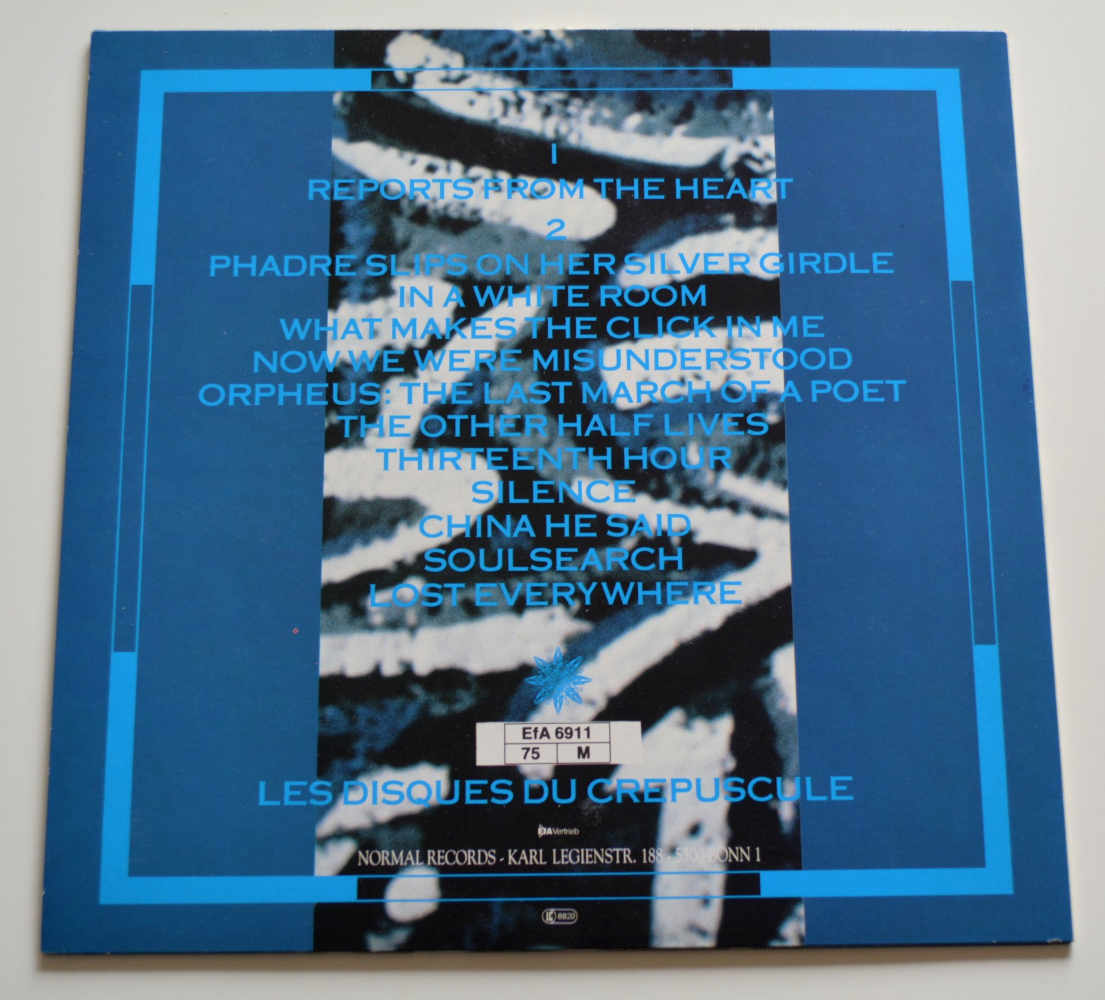 1
REPORTS FROM THE HEART
2
PHADRE SLIPS ON HER SILVER GIRDLE
IN A WHITE ROOM
WHAT MAKES THE CLICK IN ME
NOW WE WERE MISUNDERSTOOD
ORPHEUS: THE LAST MARCH OF A POET
THE OTHER HALF LIVES
THIRTEENTH HOUR
SILENCE
CHINA HE SAID
SOULSEARCH
LOST EVERYWHERE
EfA 6911
75 M
LES DISQUES DU CREPUSCULE
EfA Vertrieb
NORMAL RECORDS - KARL LEGIENSTR. 188 - 5300 BONN 1
LC 8820